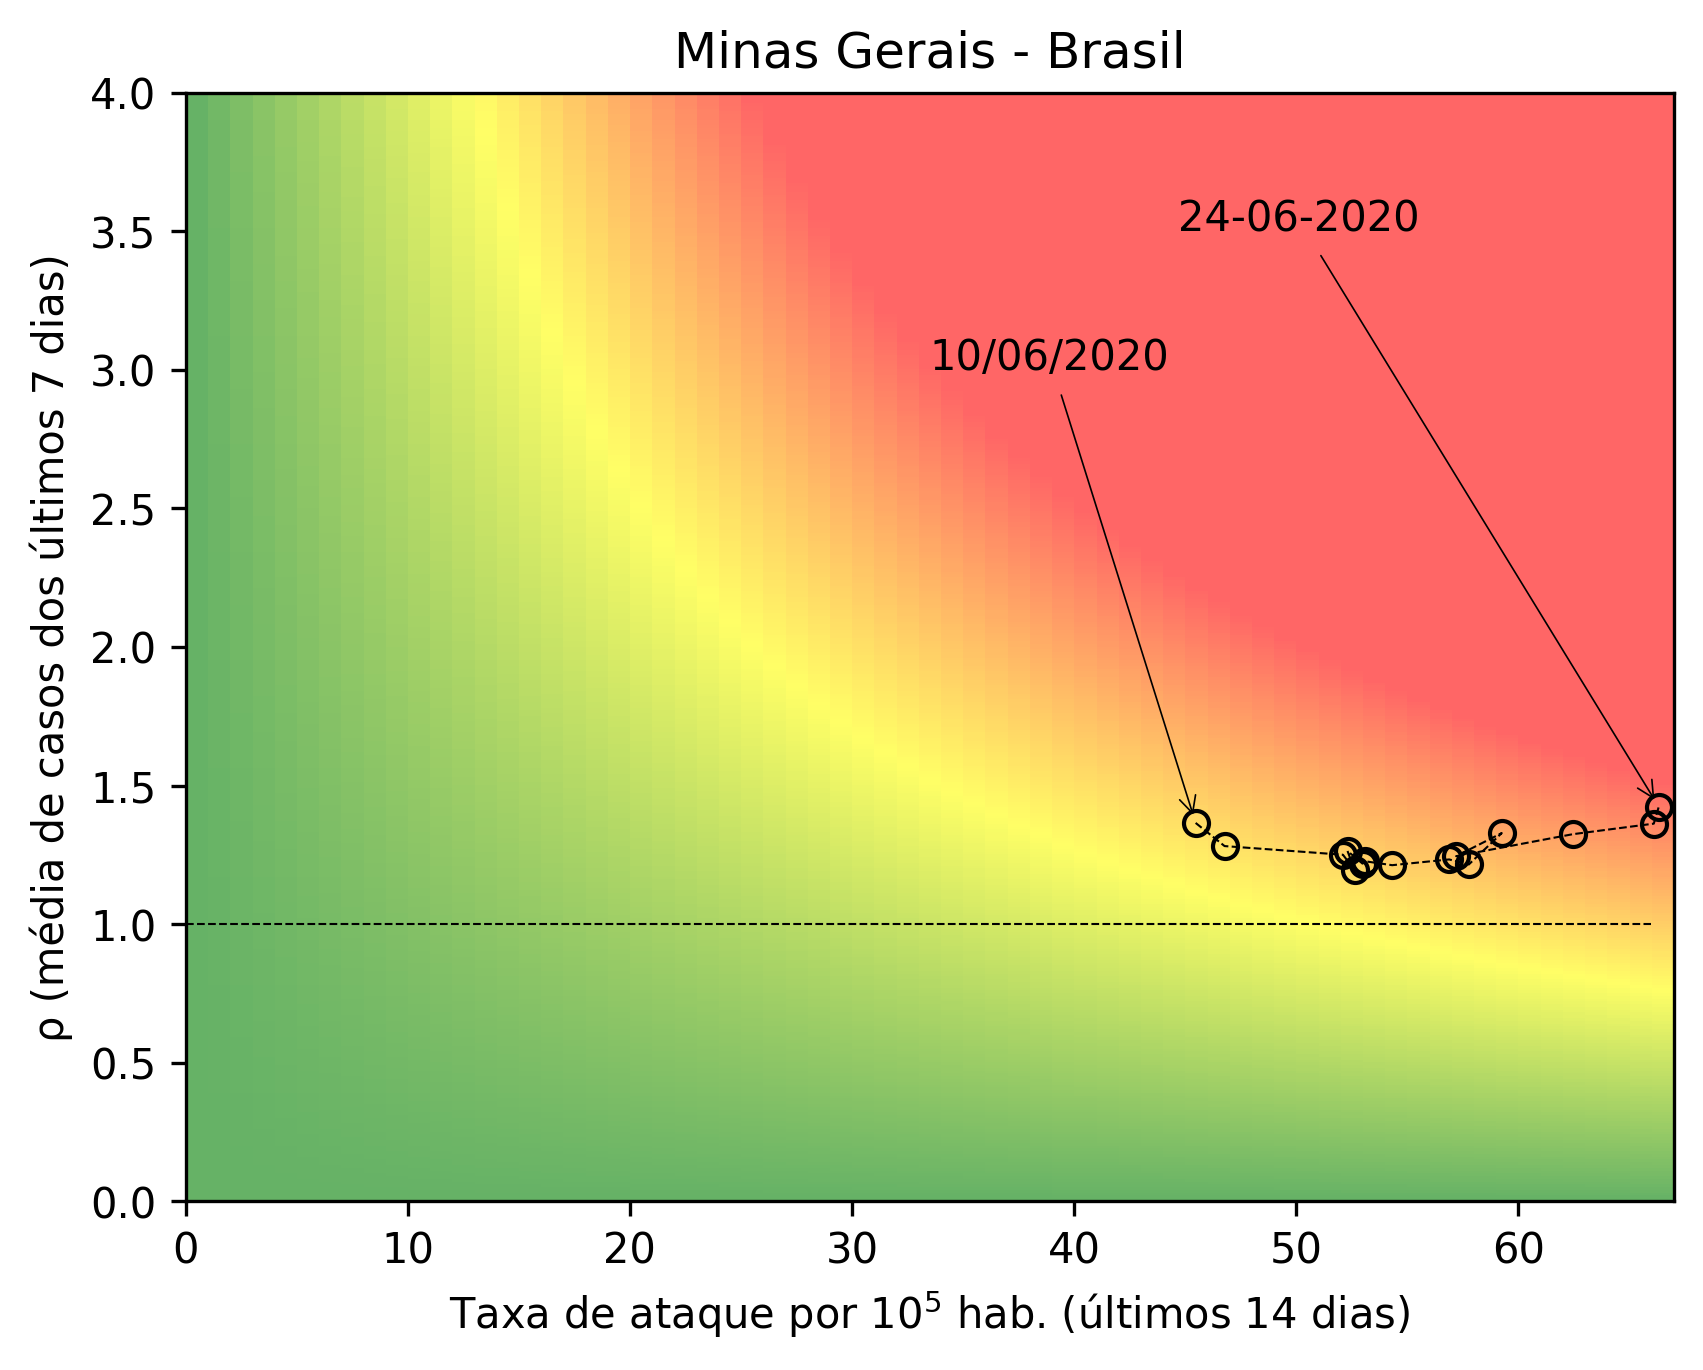 Minas Gerais - Brasil
ρ (média de casos dos últimos 7 dias)
4.0
3.5
3.0
2.5
2.0
1.5
1.0
0.5
0.0
24-06-2020
10/06/2020
0 10 20 30 40 50 60
Taxa de ataque por 10⁵ hab. (últimos 14 dias)